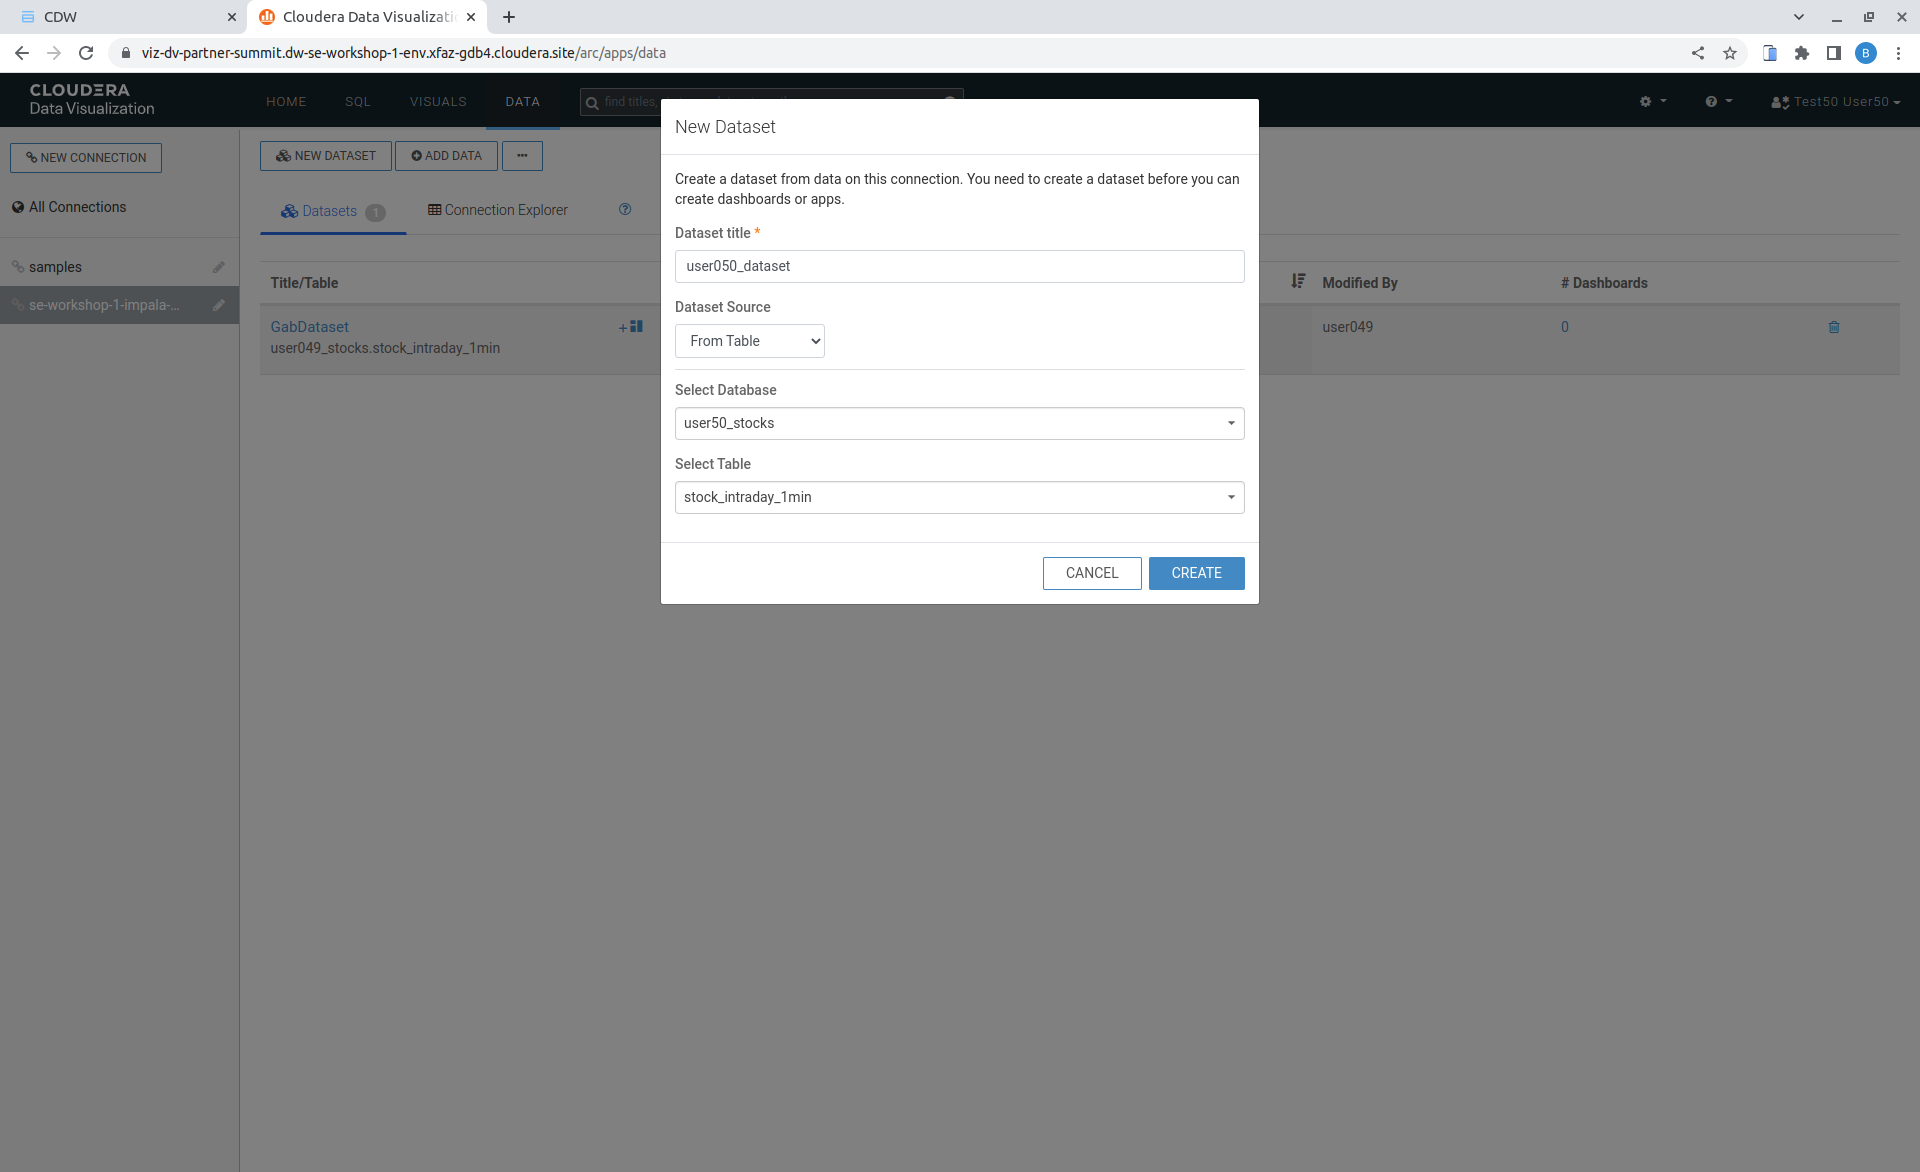 CDW
Cloudera Data Visualizati
viz-dv-partner-summit.dw-se-workshop-1-env.xfaz-gdb4.cloudera.site/arc/apps/data
B
CLOUDERA
Data Visualization
HOME
SQL
VISUALS
DATA
find titles,
Test50 User50
NEW CONNECTION
All Connections
samples
se-workshop-1-impala-...
NEW DATASET
ADD DATA
...
Datasets 1
Connection Explorer
Title/Table
Modified By
# Dashboards
GabDataset
user049_stocks.stock_intraday_1min
user049
0
New Dataset
Create a dataset from data on this connection. You need to create a dataset before you can
create dashboards or apps.
Dataset title *
user050_dataset
Dataset Source
From Table
Select Database
user50_stocks
Select Table
stock_intraday_1min
CANCEL
CREATE